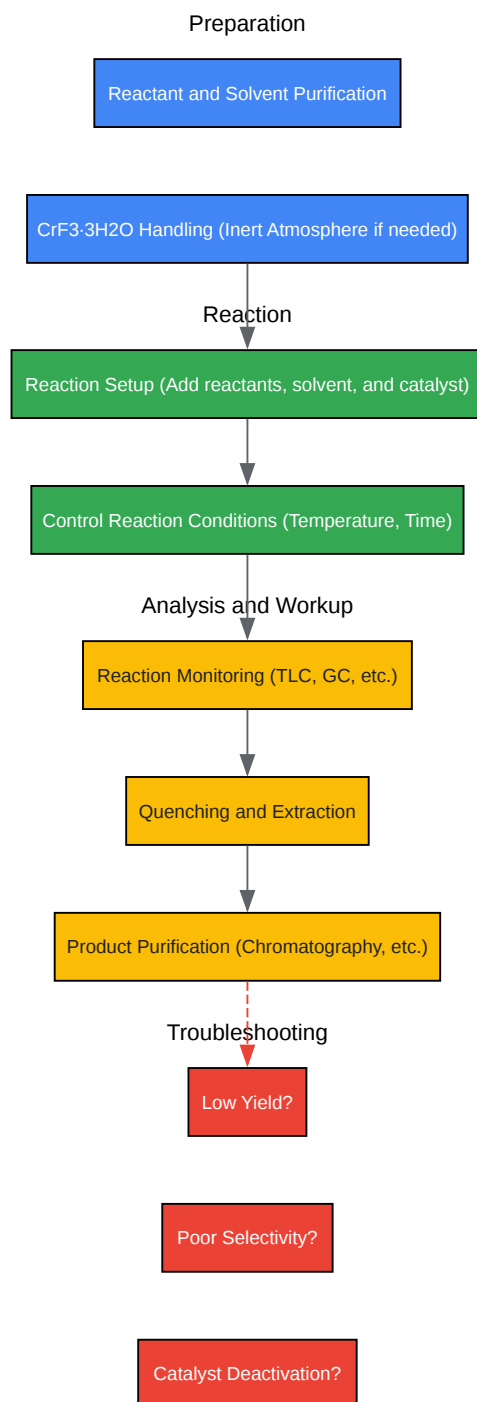 Preparation
Reactant and Solvent Purification
CrF3·3H2O Handling (Inert Atmosphere if needed)
Reaction
Reaction Setup (Add reactants, solvent, and catalyst)
Control Reaction Conditions (Temperature, Time)
Analysis and Workup
Reaction Monitoring (TLC, GC, etc.)
Quenching and Extraction
Product Purification (Chromatography, etc.)
Troubleshooting
Low Yield?
Poor Selectivity?
Catalyst Deactivation?